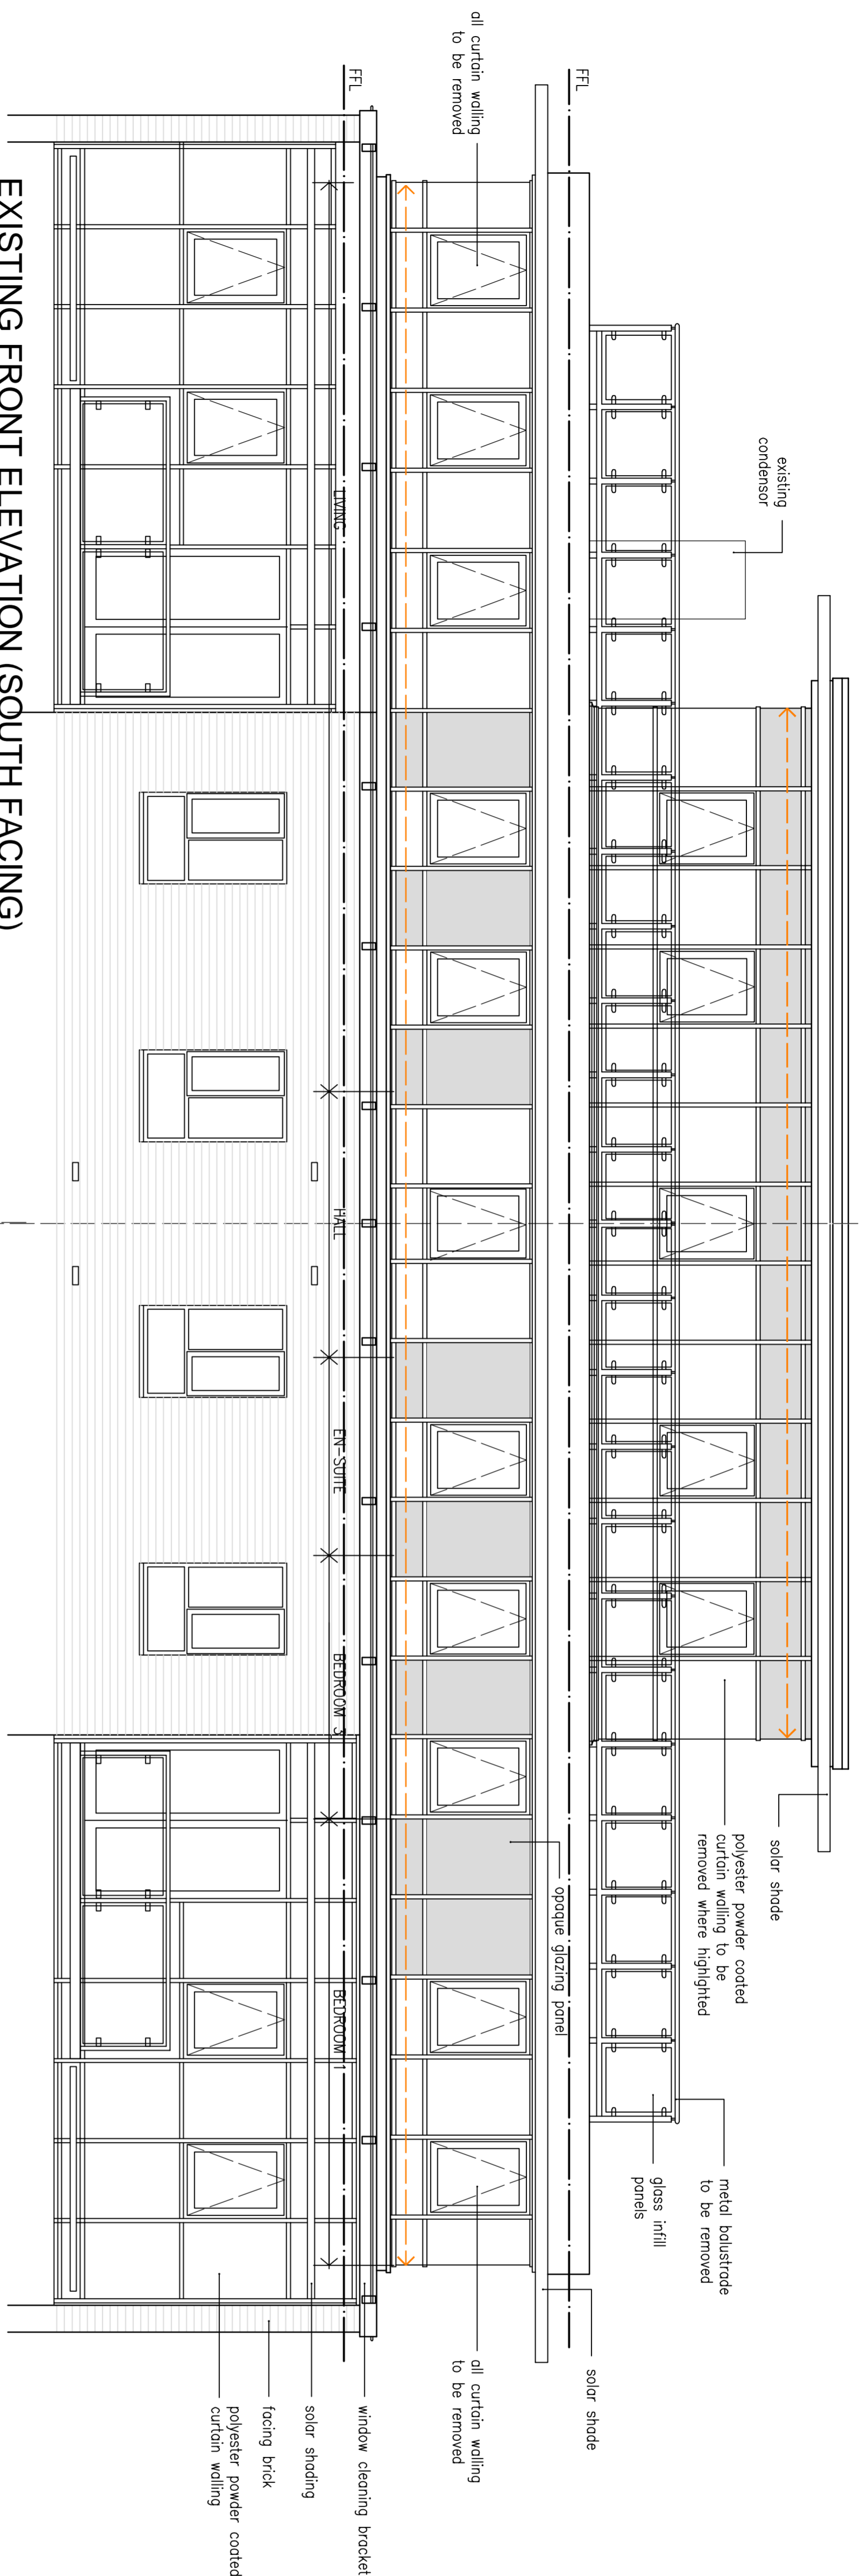 all curtain walling
to be removed
FFL
FFL
existing
condensor
LIVING
HALL
EN-SUITE
BEDROOM 3
BEDROOM 1
opaque glazing panel
solar shade
polyester powder coated
curtain walling to be
removed where highlghted
metal balustrade
to be removed
glass infill
panels
solar shade
all curtain walling
to be removed
window cleaning bracket
solar shading
facing brick
polyester powder coated
curtain walling
EXISTING FRONT ELEVATION (SOUTH FACING)